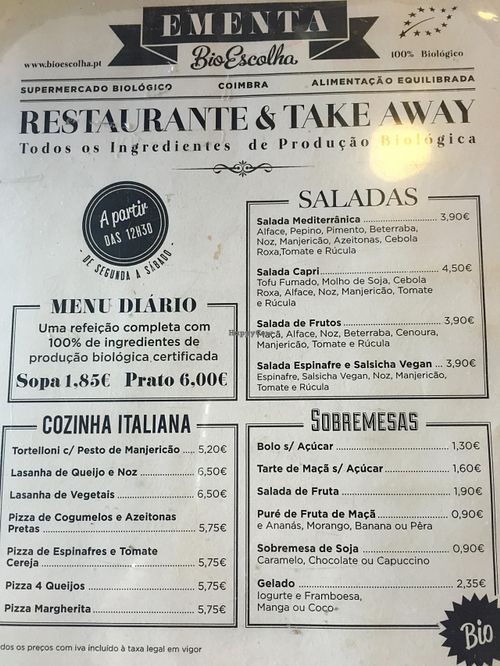 EMENTA
BioEscolha
www.bioescolha.pt
100% Biológico
SUPERMERCADO BIOLÓGICO COIMBRA ALIMENTAÇÃO EQUILIBRADA
RESTAURANTE & TAKE AWAY
Todos os Ingredientes de Produção Biológica
A partir
DAS 12H30
- DE SEGUNDA A SÁBADO -
MENU DIÁRIO
Uma refeição completa com
100% de ingredientes de
produção biológica certificada
Sopa 1,85€ Prato 6,00€
SALADAS
Salada Mediterrânica ........ 3,90€
Alface, Pepino, Pimento, Beterraba,
Noz, Manjericão, Azeitonas, Cebola
Roxa,Tomate e Rúcula
Salada Capri ........ 4,50€
Tofu Fumado, Molho de Soja, Cebola
Roxa, Alface, Noz, Manjericão, Tomate
e Rúcula
Salada de Frutos ........ 3,90€
Maçã, Alface, Noz, Beterraba, Cenoura,
Manjericão, Tomate e Rúcula
Salada Espinafre e Salsicha Vegan ... 3,90€
Espinafre, Salsicha Vegan, Noz, Manjericão,
Tomate e Rúcula
COZINHA ITALIANA
Tortelloni c/ Pesto de Manjericão ..... 5,20€
Lasanha de Queijo e Noz ........ 6,50€
Lasanha de Vegetais ........ 6,50€
Pizza de Cogumelos e Azeitonas
Pretas ........ 5,75€
Pizza de Espinafres e Tomate
Cereja ........ 5,75€
Pizza 4 Queijos ........ 5,75€
Pizza Margherita ........ 5,75€
SOBREMESAS
Bolo s/ Açúcar ........ 1,30€
Tarte de Maçã s/ Açúcar ........ 1,60€
Salada de Fruta ........ 1,90€
Puré de Fruta de Maçã ........ 0,90€
e Ananás, Morango, Banana ou Pêra
Sobremesa de Soja ........ 0,90€
Caramelo, Chocolate ou Capuccino
Gelado ........ 2,35€
Iogurte e Framboesa,
Manga ou Coco
Bio
dos os preços com iva incluído à taxa legal em vigor